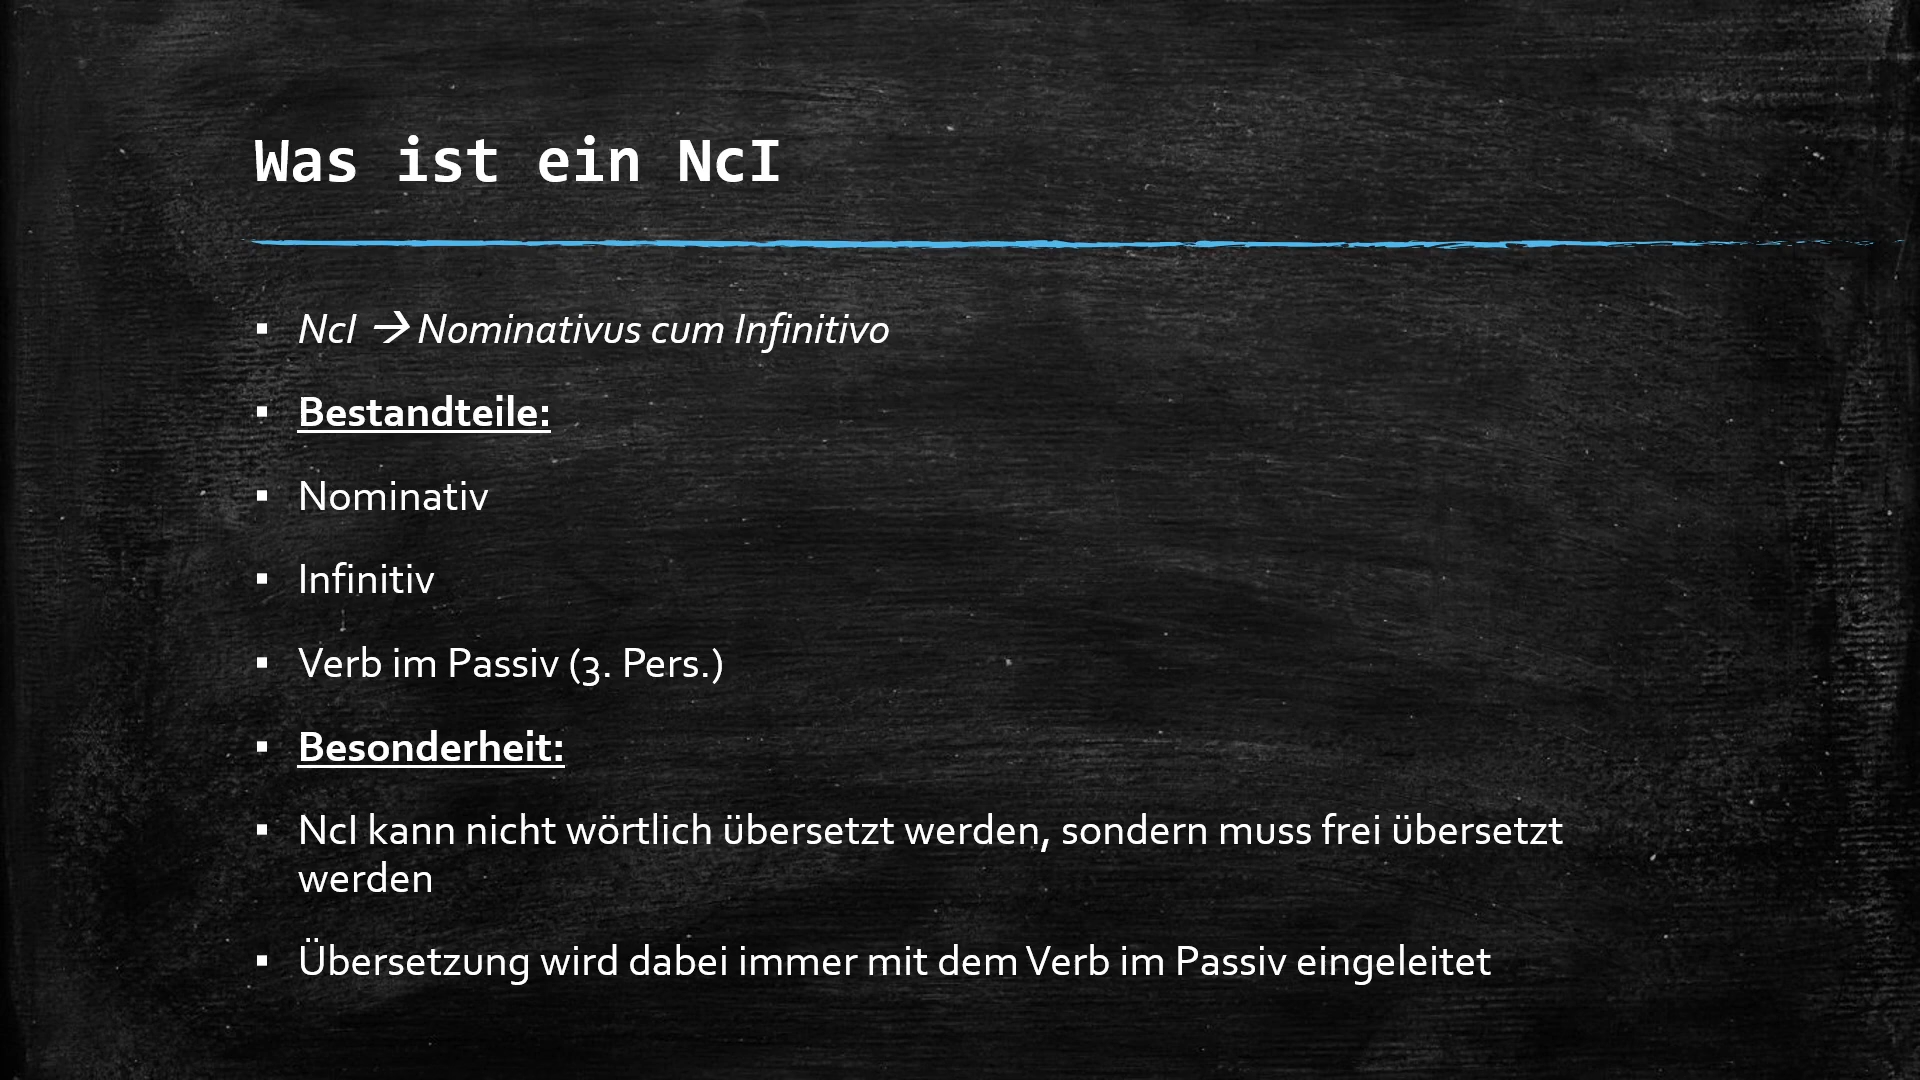 Was ist ein NcI
▪ NcI → Nominativus cum Infinitivo
▪ Bestandteile:
▪ Nominativ
▪ Infinitiv
▪ Verb im Passiv (3. Pers.)
▪ Besonderheit:
▪ NcI kann nicht wörtlich übersetzt werden, sondern muss frei übersetzt
werden
▪ Übersetzung wird dabei immer mit dem Verb im Passiv eingeleitet